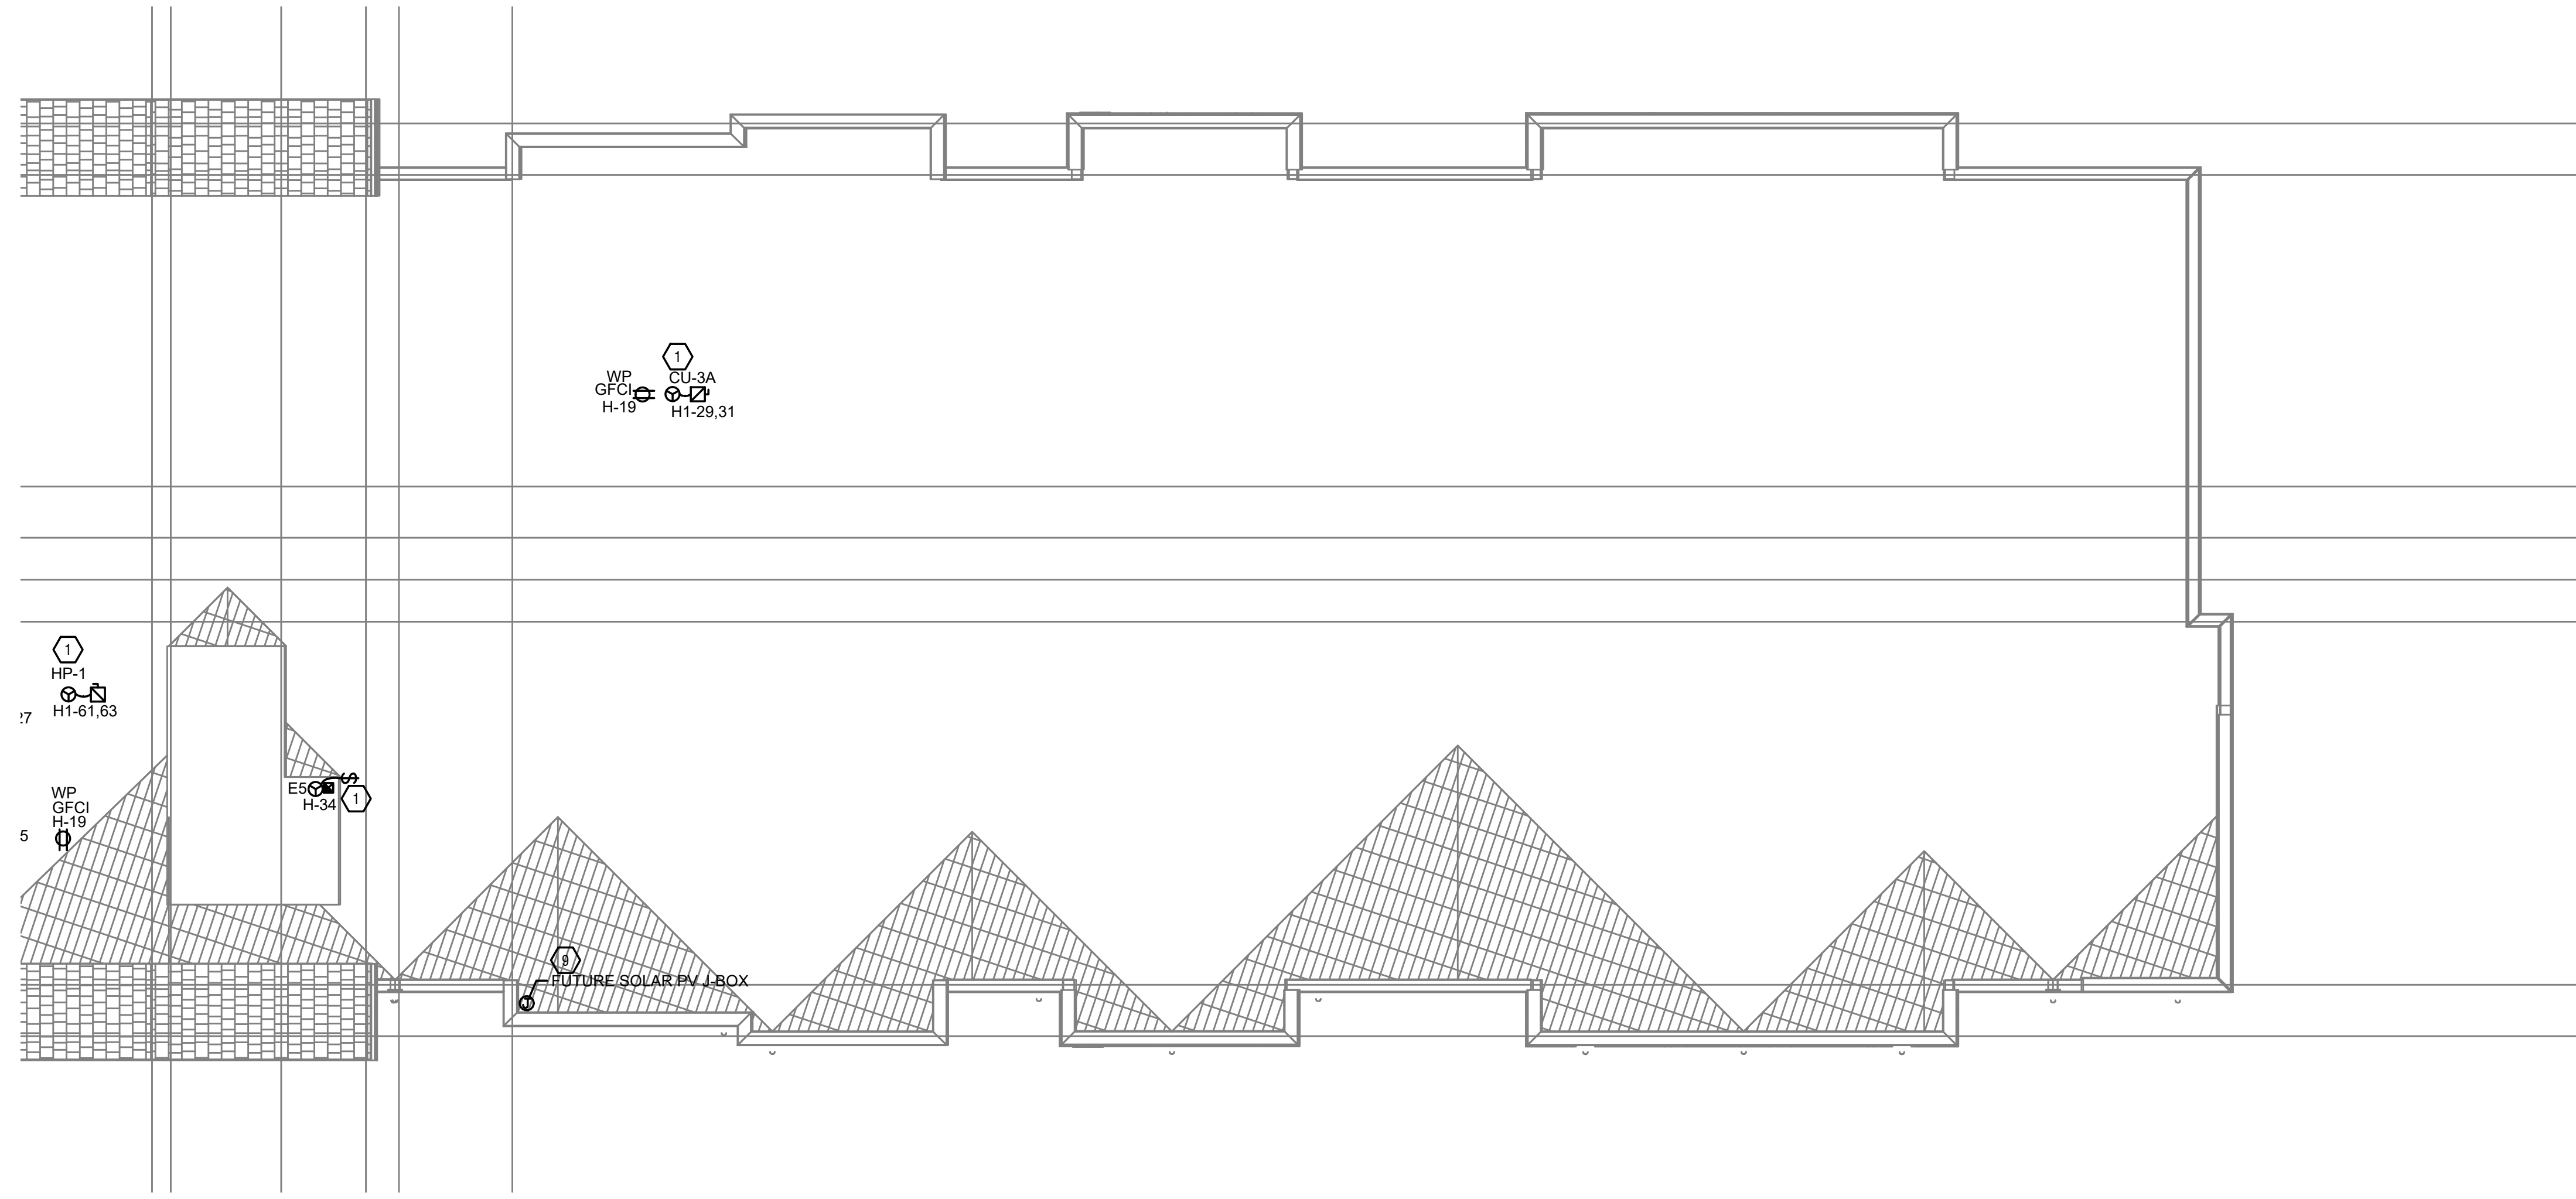 1
WP
CU-3A
GFCI
H-19
H1-29,31
1
HP-1
H1-61,63
27
E5
S
H-34
1
WP
GFCI
H-19
5
9
FUTURE SOLAR PV J-BOX
J